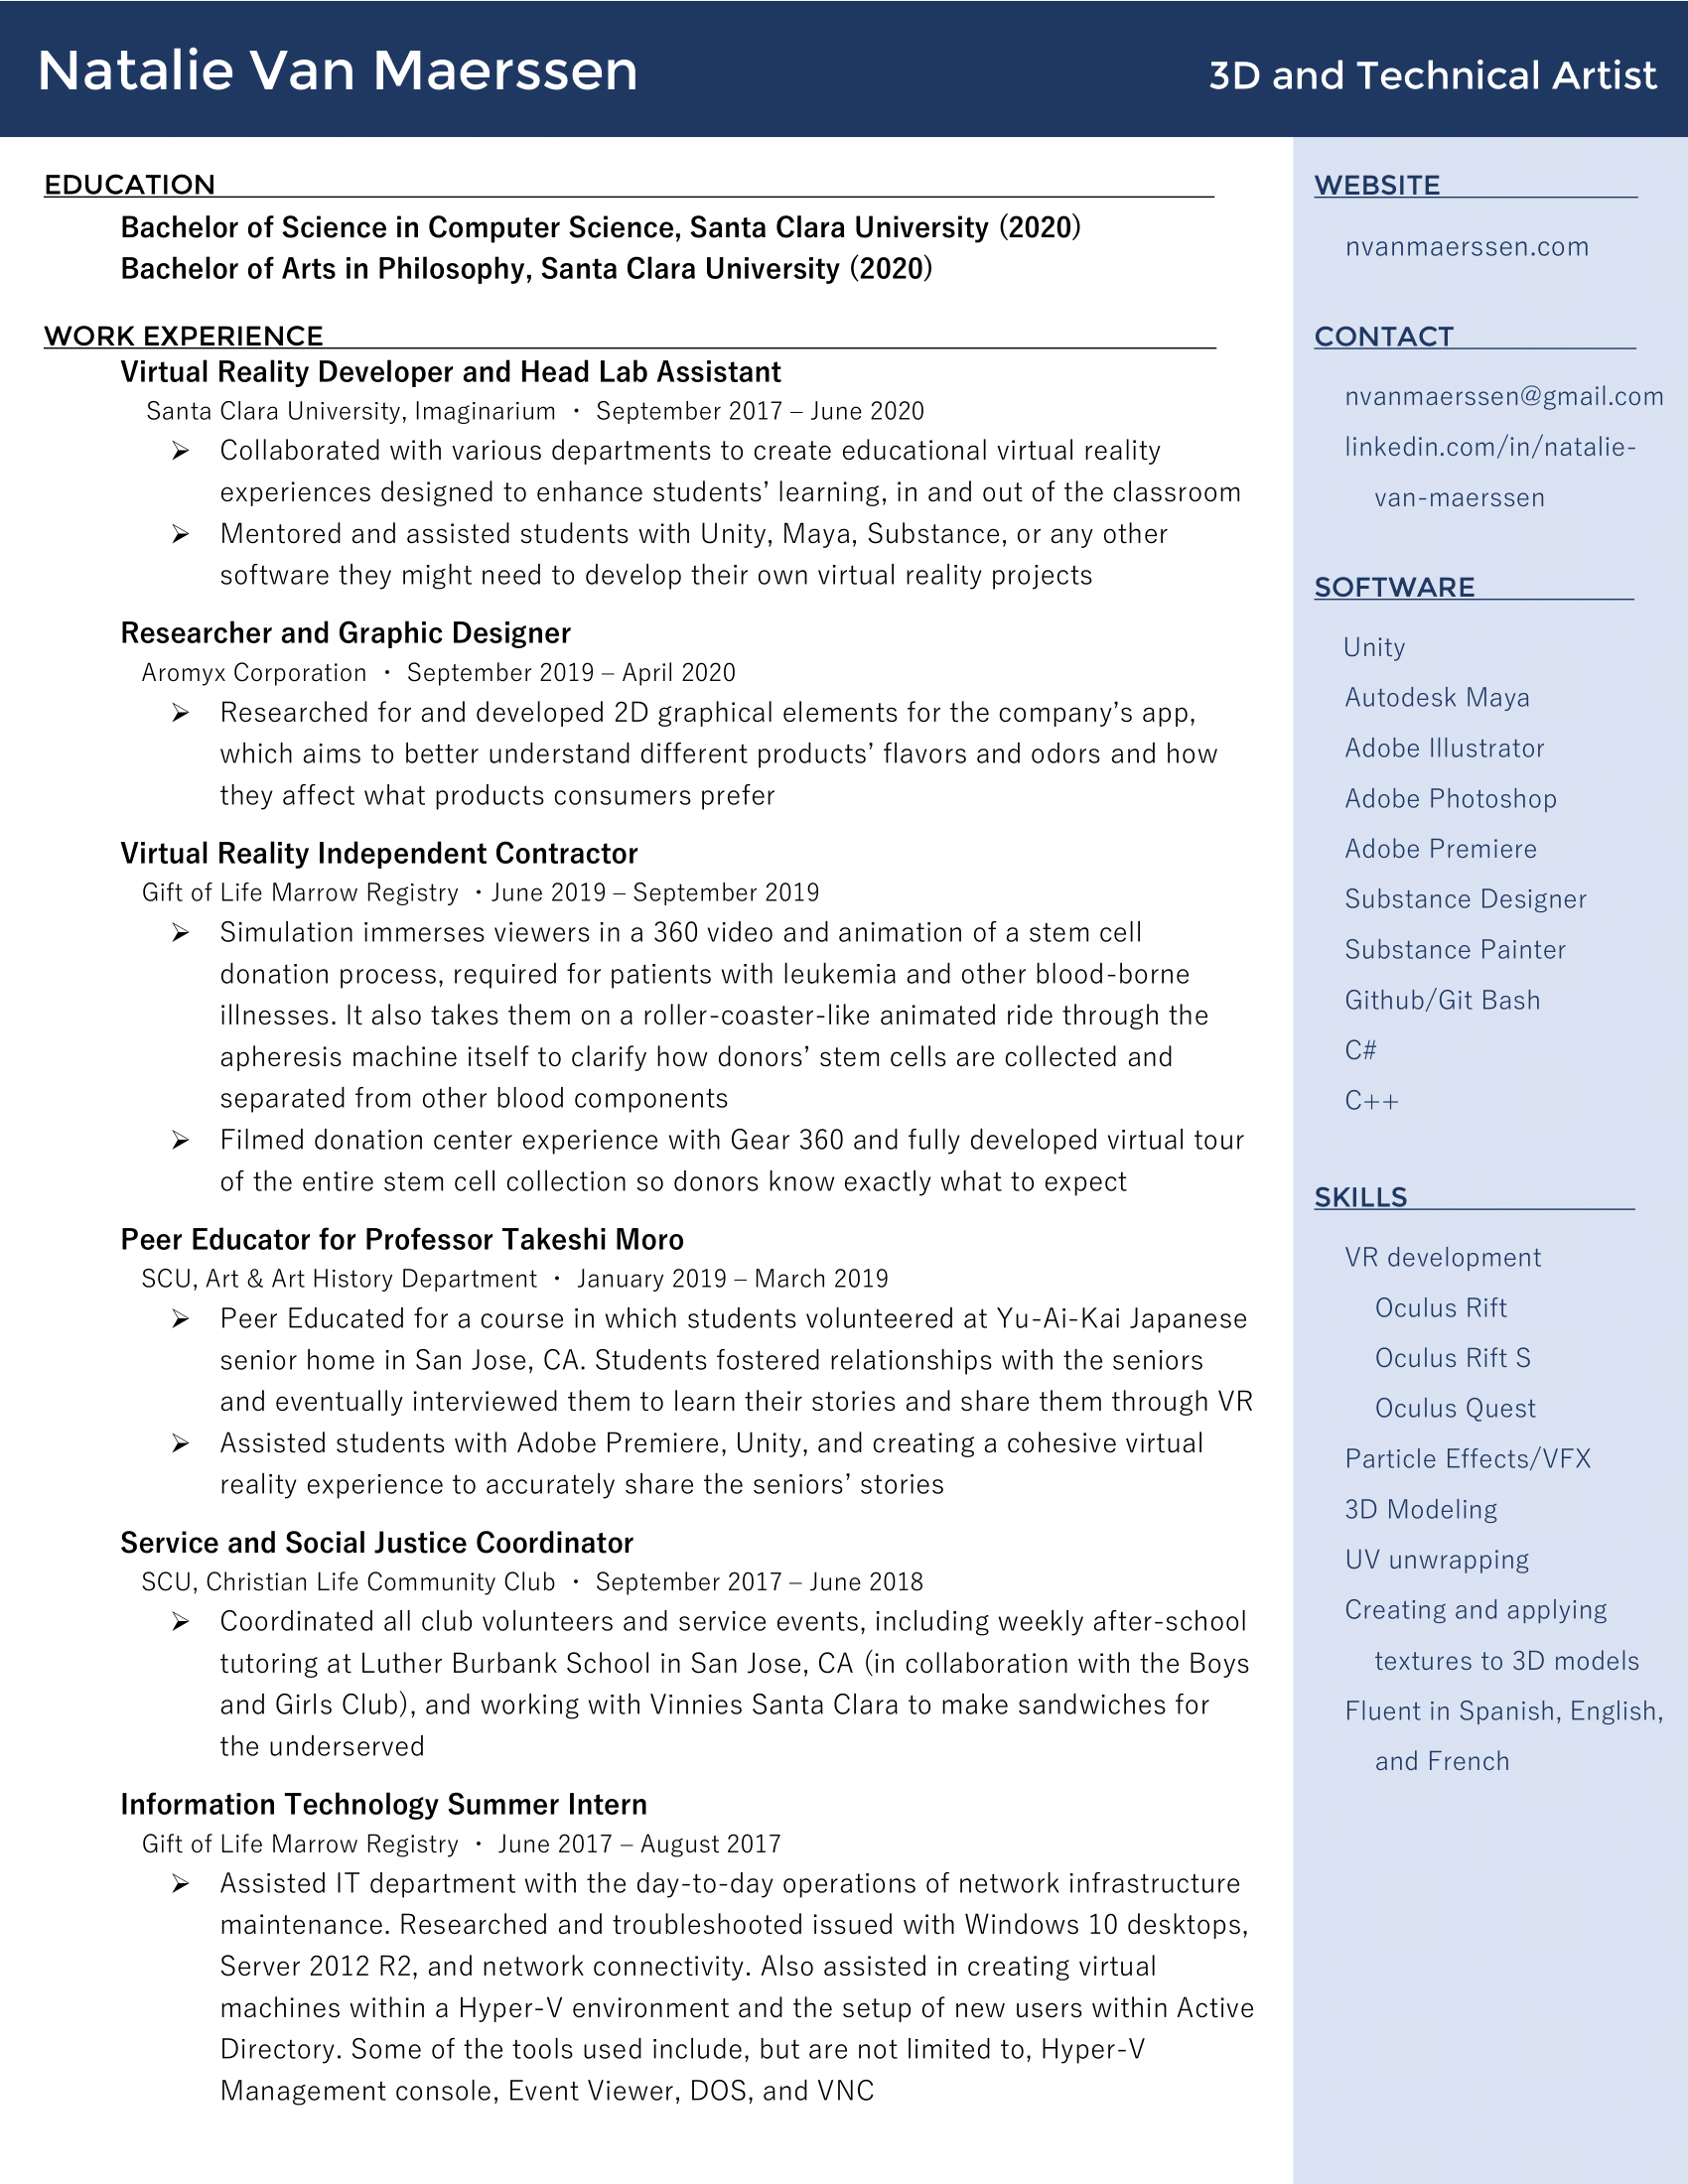 Natalie Van Maerssen
3D and Technical Artist
EDUCATION
Bachelor of Science in Computer Science, Santa Clara University (2020)
Bachelor of Arts in Philosophy, Santa Clara University (2020)
WORK EXPERIENCE
Virtual Reality Developer and Head Lab Assistant
Santa Clara University, Imaginarium · September 2017 – June 2020
➢ Collaborated with various departments to create educational virtual reality
experiences designed to enhance students’ learning, in and out of the classroom
➢ Mentored and assisted students with Unity, Maya, Substance, or any other
software they might need to develop their own virtual reality projects
Researcher and Graphic Designer
Aromyx Corporation · September 2019 – April 2020
➢ Researched for and developed 2D graphical elements for the company’s app,
which aims to better understand different products’ flavors and odors and how
they affect what products consumers prefer
Virtual Reality Independent Contractor
Gift of Life Marrow Registry · June 2019 – September 2019
➢ Simulation immerses viewers in a 360 video and animation of a stem cell
donation process, required for patients with leukemia and other blood-borne
illnesses. It also takes them on a roller-coaster-like animated ride through the
apheresis machine itself to clarify how donors’ stem cells are collected and
separated from other blood components
➢ Filmed donation center experience with Gear 360 and fully developed virtual tour
of the entire stem cell collection so donors know exactly what to expect
Peer Educator for Professor Takeshi Moro
SCU, Art & Art History Department · January 2019 – March 2019
➢ Peer Educated for a course in which students volunteered at Yu-Ai-Kai Japanese
senior home in San Jose, CA. Students fostered relationships with the seniors
and eventually interviewed them to learn their stories and share them through VR
➢ Assisted students with Adobe Premiere, Unity, and creating a cohesive virtual
reality experience to accurately share the seniors’ stories
Service and Social Justice Coordinator
SCU, Christian Life Community Club · September 2017 – June 2018
➢ Coordinated all club volunteers and service events, including weekly after-school
tutoring at Luther Burbank School in San Jose, CA (in collaboration with the Boys
and Girls Club), and working with Vinnies Santa Clara to make sandwiches for
the underserved
Information Technology Summer Intern
Gift of Life Marrow Registry · June 2017 – August 2017
➢ Assisted IT department with the day-to-day operations of network infrastructure
maintenance. Researched and troubleshooted issued with Windows 10 desktops,
Server 2012 R2, and network connectivity. Also assisted in creating virtual
machines within a Hyper-V environment and the setup of new users within Active
Directory. Some of the tools used include, but are not limited to, Hyper-V
Management console, Event Viewer, DOS, and VNC
WEBSITE
nvanmaerssen.com
CONTACT
nvanmaerssen@gmail.com
linkedin.com/in/natalie-
van-maerssen
SOFTWARE
Unity
Autodesk Maya
Adobe Illustrator
Adobe Photoshop
Adobe Premiere
Substance Designer
Substance Painter
Github/Git Bash
C#
C++
SKILLS
VR development
Oculus Rift
Oculus Rift S
Oculus Quest
Particle Effects/VFX
3D Modeling
UV unwrapping
Creating and applying
textures to 3D models
Fluent in Spanish, English,
and French